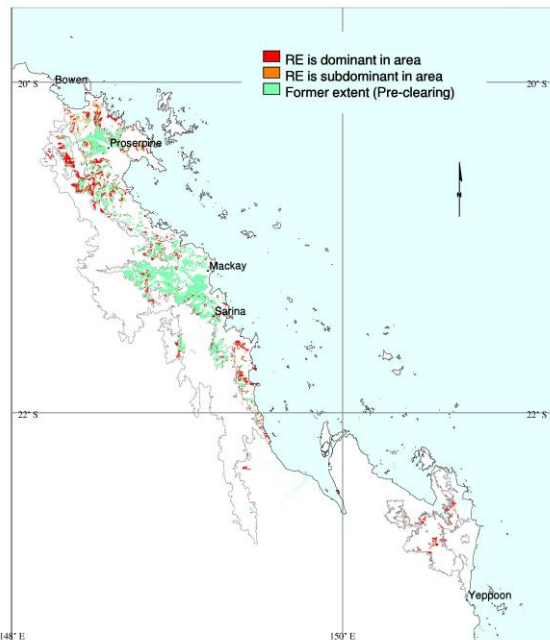 RE is dominant in area
RE is subdominant in area
Former extent (Pre-clearing)
Bowen
20° S
20° S
Proserpine
N
Mackay
Sarina
22° S
22° S
Yeppoon
148° E
150° E